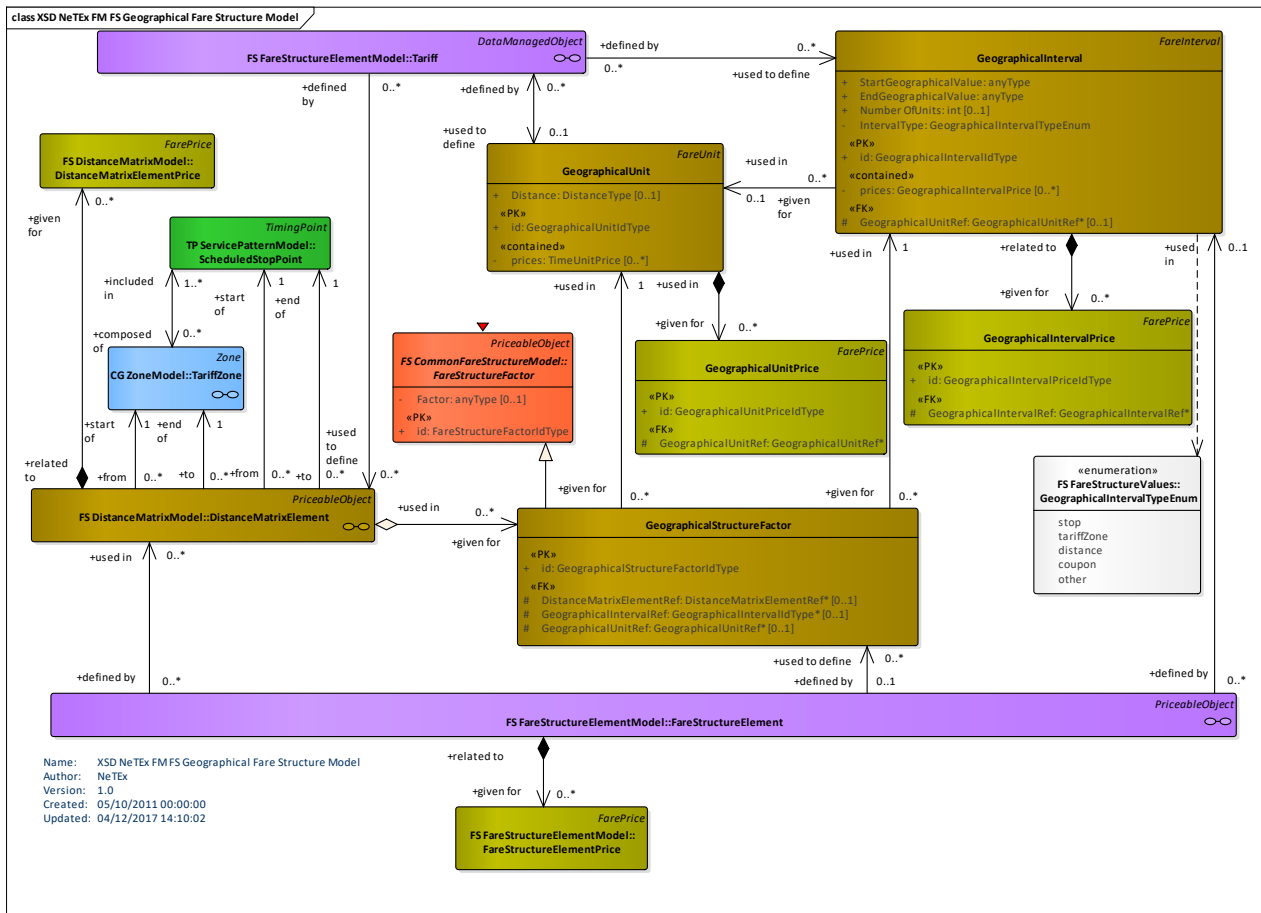 class XSD NeTEx FM FS Geographical Fare Structure Model
DataManagedObject
FS FareStructureElementModel::Tariff
+defined by
0..*
0..*
+used to define
FareInterval
GeographicalInterval
+ StartGeographicalValue: anyType
+ EndGeographicalValue: anyType
+ Number OfUnits: int [0..1]
- IntervalType: GeographicalIntervalTypeEnum
«PK»
+ id: GeographicalIntervalIdType
«contained»
- prices: GeographicalIntervalPrice [0..*]
«FK»
# GeographicalUnitRef: GeographicalUnitRef* [0..1]
+defined
by
0..*
+defined by
0..*
+used to
define
0..1
FarePrice
FS DistanceMatrixModel::
DistanceMatrixElementPrice
0..*
+given
for
FareUnit
GeographicalUnit
+ Distance: DistanceType [0..1]
«PK»
+ id: GeographicalUnitIdType
«contained»
- prices: TimeUnitPrice [0..*]
+used in
0..*
0..1
+given
for
TimingPoint
TP ServicePatternModel::
ScheduledStopPoint
+included
in
1..*
1
+start
of
+end
of
1
+used in
1
+used in
+related to
+used in
1
+used
in
0..1
+composed
of
0..*
+given for
0..*
+given for
0..*
Zone
CG ZoneModel::TariffZone
PriceableObject
FS CommonFareStructureModel::
FareStructureFactor
- Factor: anyType [0..1]
«PK»
+ id: FareStructureFactorIdType
FarePrice
GeographicalUnitPrice
«PK»
+ id: GeographicalUnitPriceIdType
«FK»
# GeographicalUnitRef: GeographicalUnitRef*
FarePrice
GeographicalIntervalPrice
«PK»
+ id: GeographicalIntervalPriceIdType
«FK»
# GeographicalIntervalRef: GeographicalIntervalRef*
+start
of
1
+end
of
1
+used
to
define
+related
to
+from
0..*
+to
0..*
+from
0..*
+to
0..*
0..*
+given for
0..*
+given for
0..*
«enumeration»
FS FareStructureValues::
GeographicalIntervalTypeEnum
stop
tariffZone
distance
coupon
other
PriceableObject
FS DistanceMatrixModel::DistanceMatrixElement
+used in
0..*
+given for
GeographicalStructureFactor
«PK»
+ id: GeographicalStructureFactorIdType
«FK»
# DistanceMatrixElementRef: DistanceMatrixElementRef* [0..1]
# GeographicalIntervalRef: GeographicalIntervalIdType* [0..1]
# GeographicalUnitRef: GeographicalUnitRef* [0..1]
+used in
0..*
+used to define
0..*
+defined by
0..*
+defined by
0..1
+defined by
0..*
PriceableObject
FS FareStructureElementModel::FareStructureElement
+related to
+given for
0..*
Name: XSD NeTEx FM FS Geographical Fare Structure Model
Author: NeTEx
Version: 1.0
Created: 05/10/2011 00:00:00
Updated: 04/12/2017 14:10:02
FarePrice
FS FareStructureElementModel::
FareStructureElementPrice